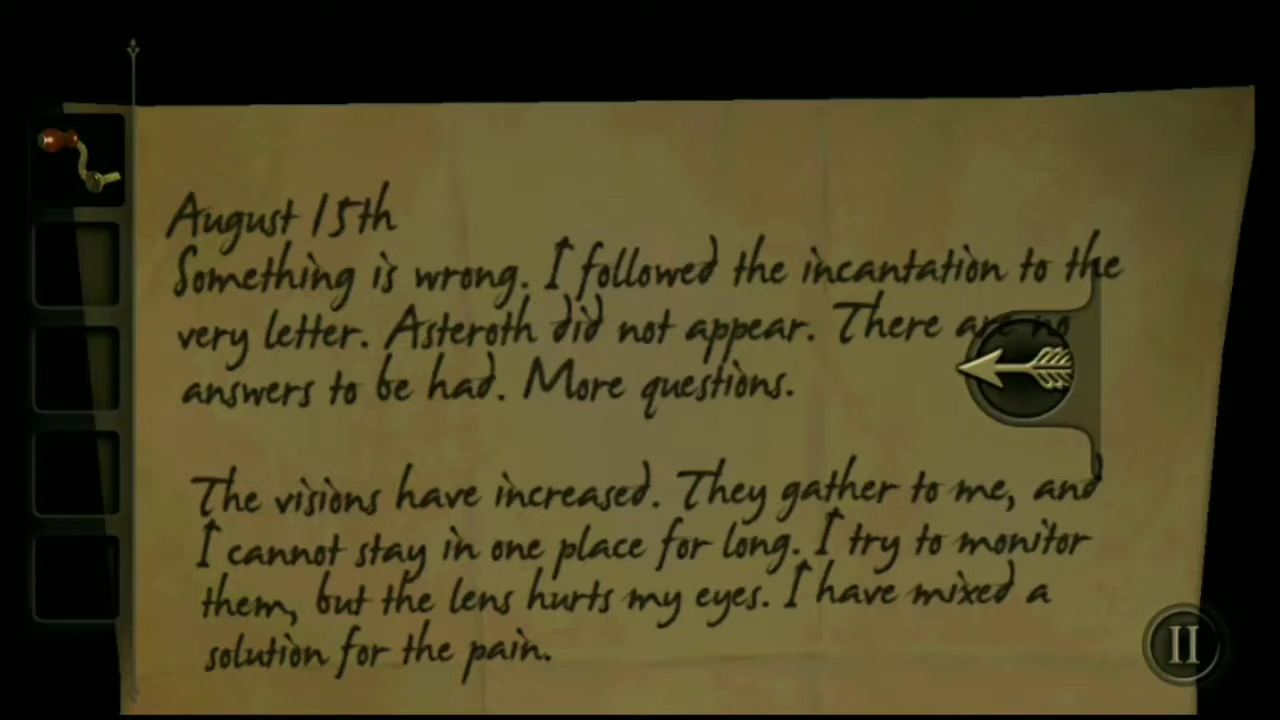 August 15th
Something is wrong. I followed the incantation to the
very letter. Asteroth did not appear. There are no
answers to be had. More questions.
The visions have increased. They gather to me, and
I cannot stay in one place for long. I try to monitor
them, but the lens hurts my eyes. I have mixed a
solution for the pain.